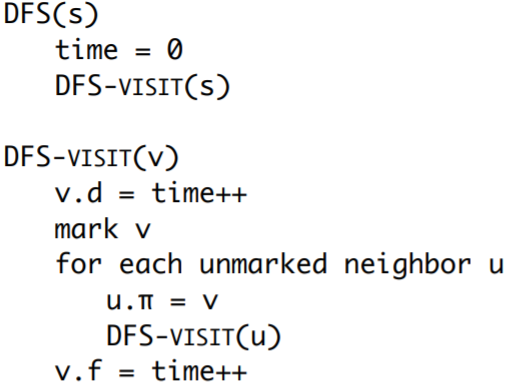 DFS(s)
time = 0
DFS-VISIT(s)
DFS-VISIT(v)
v.d = time++
mark v
for each unmarked neighbor u
u.π = v
DFS-VISIT(u)
v.f = time++